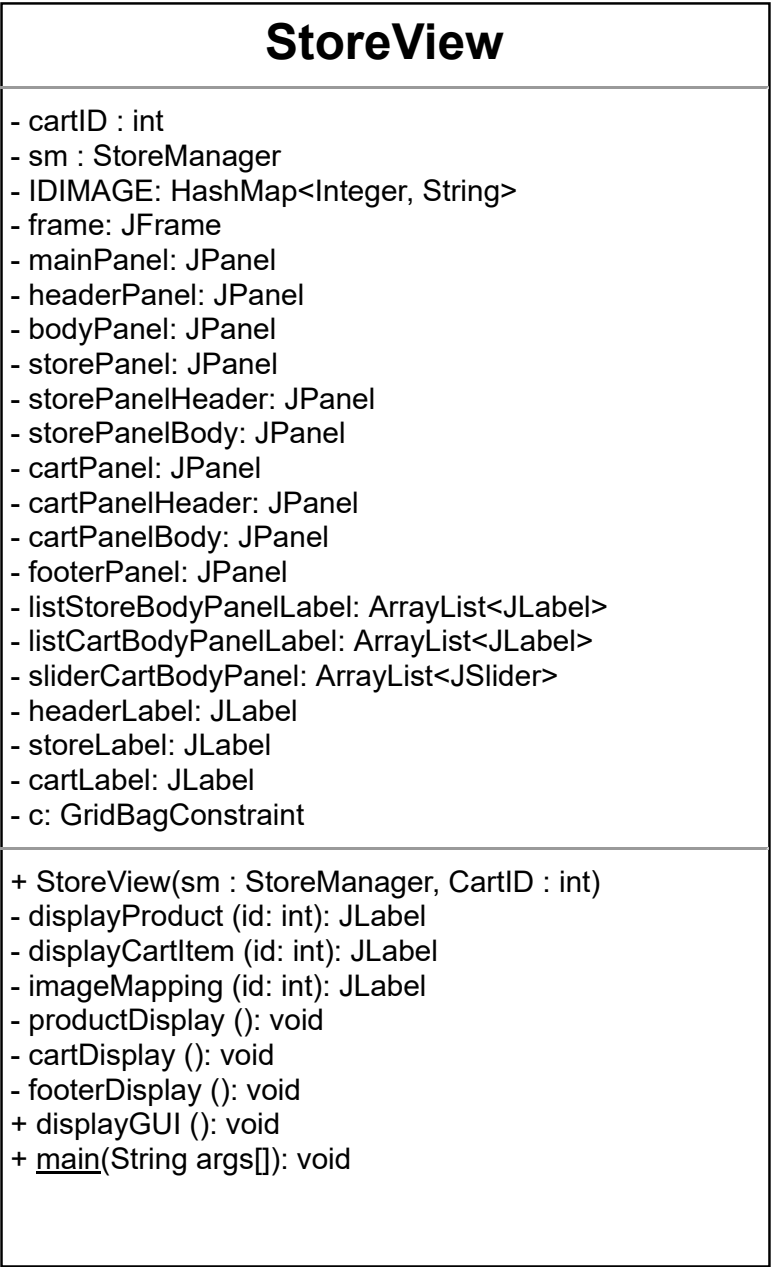 StoreView
- cartID : int
- sm : StoreManager
- IDIMAGE: HashMap<Integer, String>
- frame: JFrame
- mainPanel: JPanel
- headerPanel: JPanel
- bodyPanel: JPanel
- storePanel: JPanel
- storePanelHeader: JPanel
- storePanelBody: JPanel
- cartPanel: JPanel
- cartPanelHeader: JPanel
- cartPanelBody: JPanel
- footerPanel: JPanel
- listStoreBodyPanelLabel: ArrayList<JLabel>
- listCartBodyPanelLabel: ArrayList<JLabel>
- sliderCartBodyPanel: ArrayList<JSlider>
- headerLabel: JLabel
- storeLabel: JLabel
- cartLabel: JLabel
- c: GridBagConstraint
+ StoreView(sm : StoreManager, CartID : int)
- displayProduct (id: int): JLabel
- displayCartItem (id: int): JLabel
- imageMapping (id: int): JLabel
- productDisplay (): void
- cartDisplay (): void
- footerDisplay (): void
+ displayGUI (): void
+ main(String args[]): void